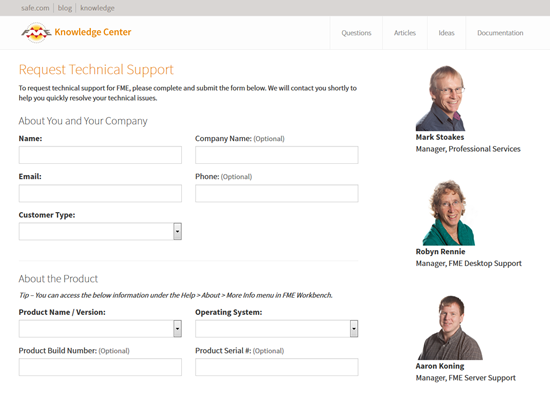 safe.com | blog | knowledge
FME Knowledge Center
Questions Articles Ideas Documentation
Request Technical Support
To request technical support for FME, please complete and submit the form below. We will contact you shortly to
help you quickly resolve your technical issues.
About You and Your Company
Name: Company Name: (Optional)
Email: Phone: (Optional)
Customer Type:
About the Product
Tip – You can access the below information under the Help > About > More Info menu in FME Workbench.
Product Name / Version: Operating System:
Product Build Number: (Optional) Product Serial #: (Optional)
Mark Stoakes
Manager, Professional Services
Robyn Rennie
Manager, FME Desktop Support
Aaron Koning
Manager, FME Server Support